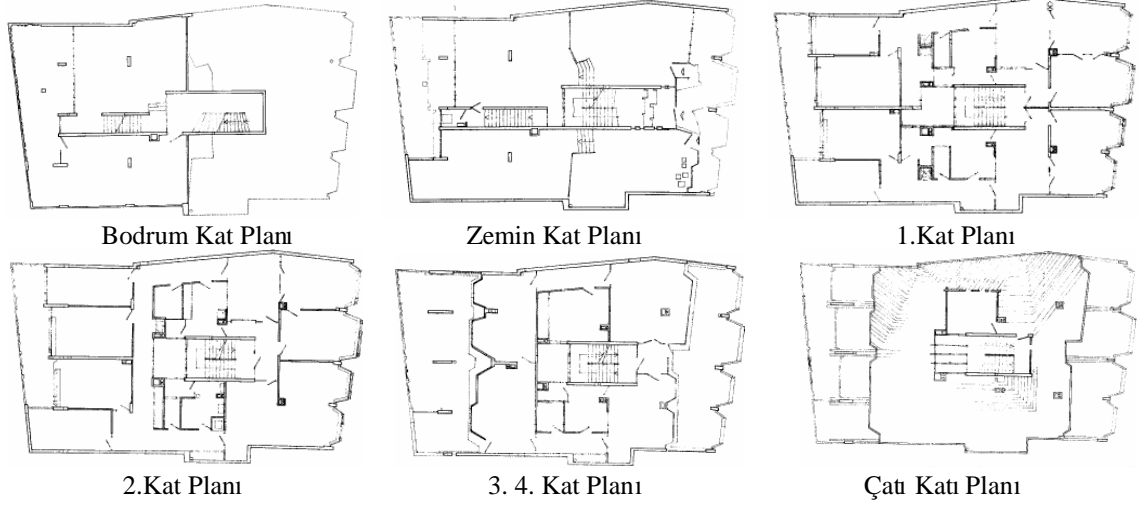 Bodrum Kat Planı
Zemin Kat Planı
1.Kat Planı
2.Kat Planı
3. 4. Kat Planı
Çatı Katı Planı